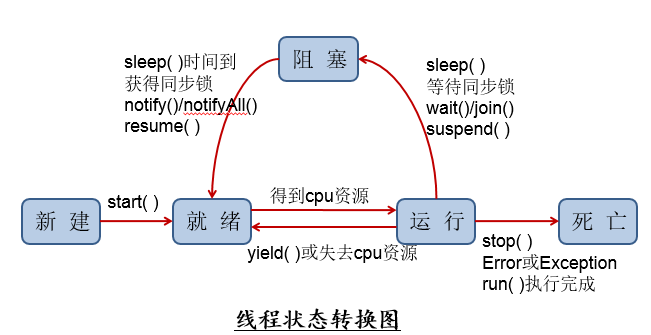 阻 塞
sleep( )时间到
获得同步锁
notify()/notifyAll()
resume( )
sleep( )
等待同步锁
wait()/join()
suspend( )
新 建
start( )
就 绪
得到cpu资源
yield( )或失去cpu资源
运 行
stop( )
Error或Exception
run( )执行完成
死 亡
线程状态转换图